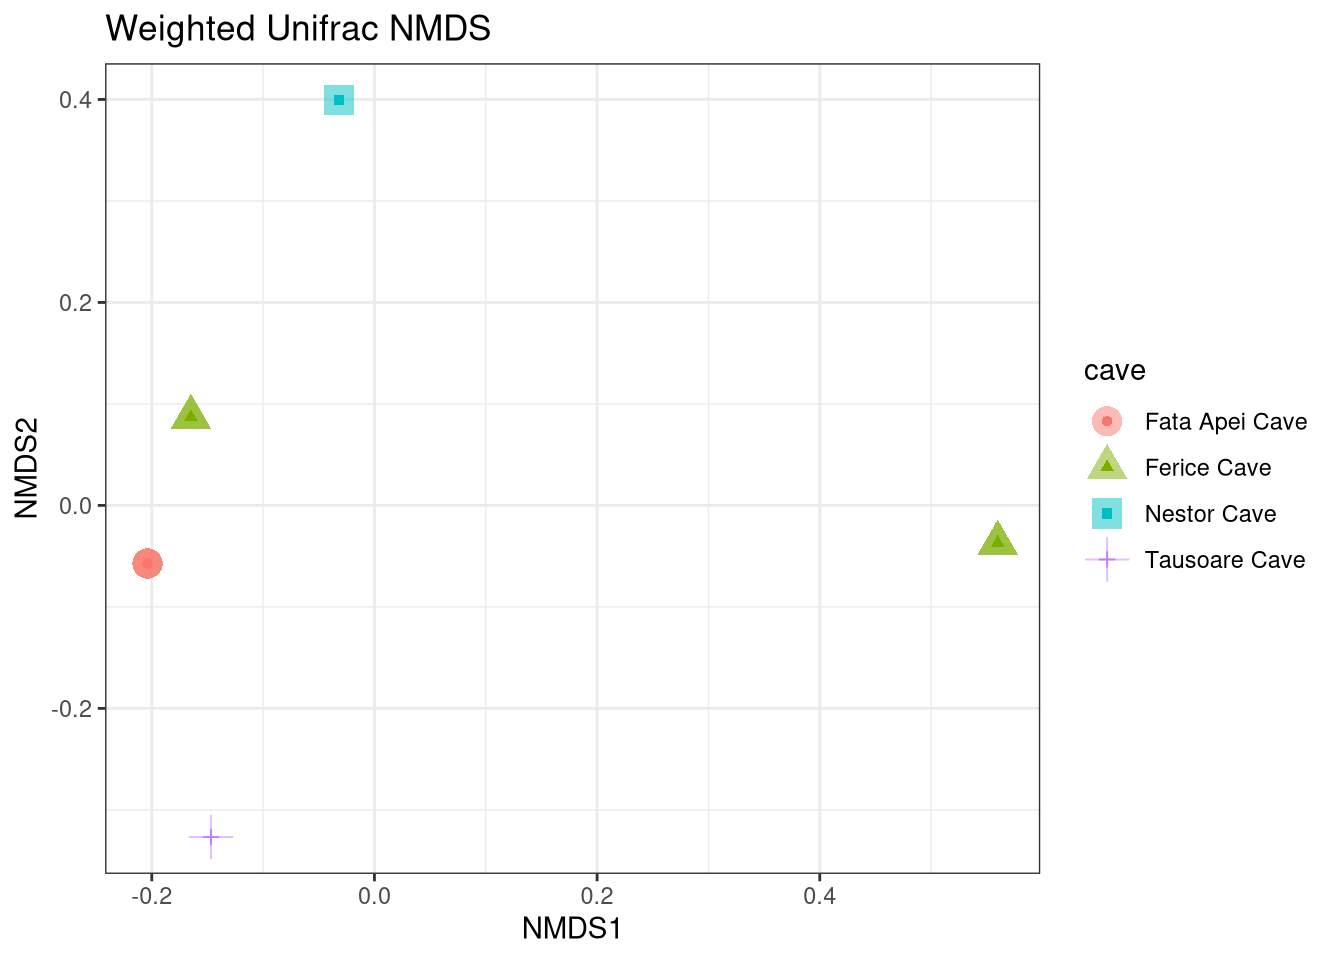 Weighted Unifrac NMDS
0.4
0.2
0.0
-0.2
NMDS2
-0.2
0.0
0.2
0.4
NMDS1
cave
Fata Apei Cave
Ferice Cave
Nestor Cave
Tausoare Cave